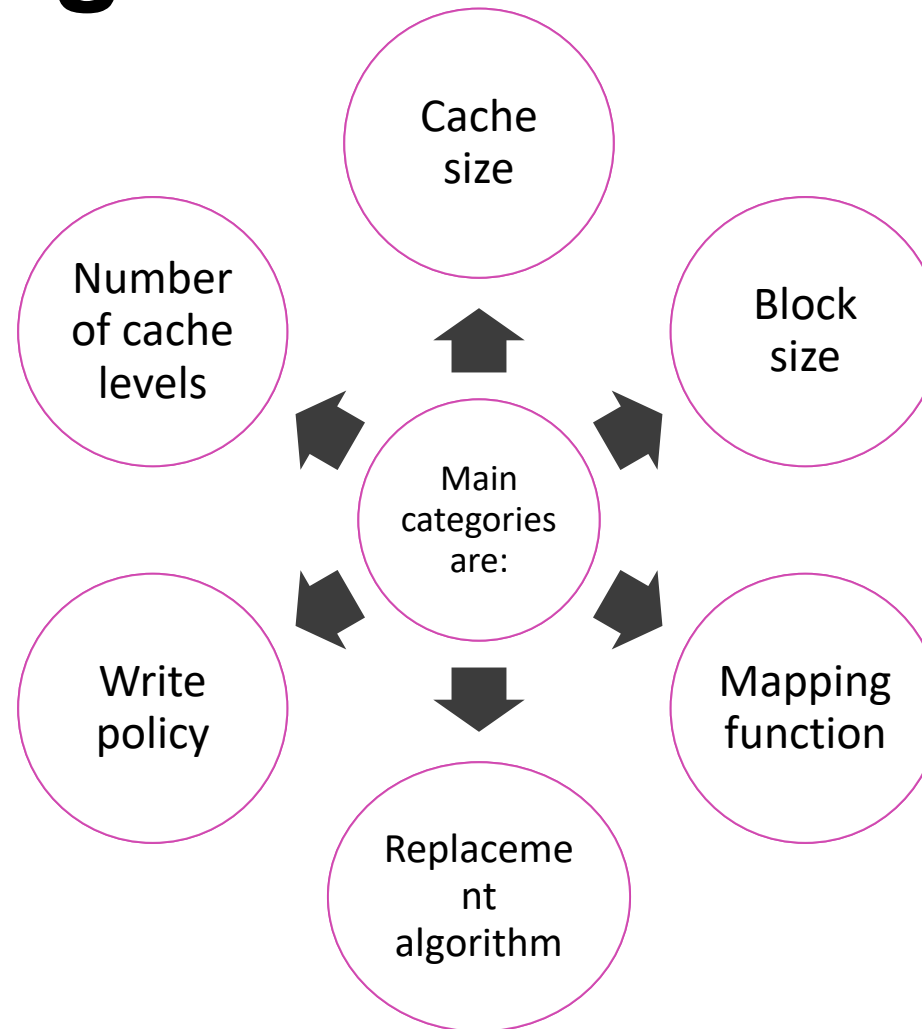 g
Cache
size
Block
size
Mapping
function
Replaceme
nt
algorithm
Write
policy
Number
of cache
levels
Main
categories
are: